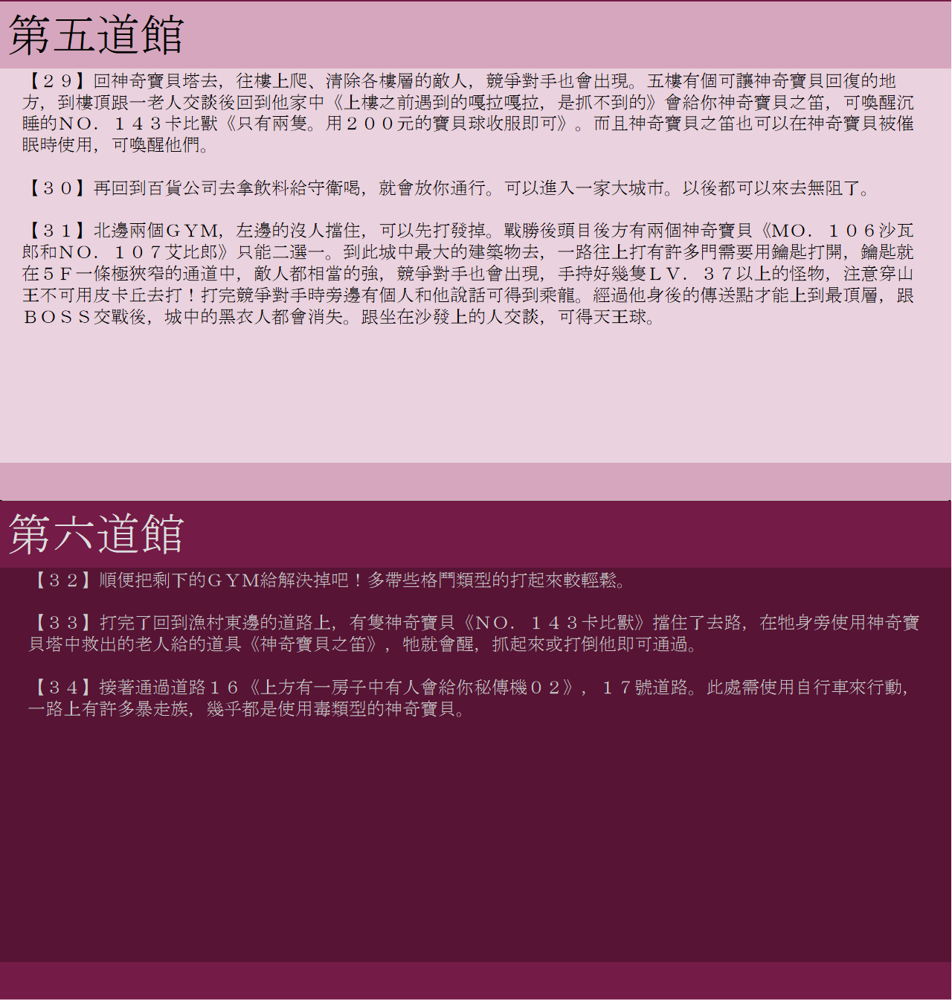 第五道館
【２９】回神奇寶貝塔去，往樓上爬、清除各樓層的敵人，競爭對手也會出現。五樓有個可讓神奇寶貝回復的地
方，到樓頂跟一老人交談後回到他家中《上樓之前遇到的嘎拉嘎拉，是抓不到的》會給你神奇寶貝之笛，可喚醒沉
睡的ＮＯ．１４３卡比獸《只有兩隻。用２００元的寶貝球收服即可》。而且神奇寶貝之笛也可以在神奇寶貝被催
眠時使用，可喚醒他們。
【３０】再回到百貨公司去拿飲料給守衛喝，就會放你通行。可以進入一家大城市。以後都可以來去無阻了。
【３１】北邊兩個ＧＹＭ，左邊的沒人擋住，可以先打發掉。戰勝後頭目後方有兩個神奇寶貝《ＭＯ．１０６沙瓦
郎和ＮＯ．１０７艾比郎》只能二選一。到此城中最大的建築物去，一路往上打有許多門需要用鑰匙打開，鑰匙就
在５Ｆ一條極狹窄的通道中，敵人都相當的強，競爭對手也會出現，手持好幾隻ＬＶ．３７以上的怪物，注意穿山
王不可用皮卡丘去打！打完競爭對手時旁邊有個人和他說話可得到乘龍。經過他身後的傳送點才能上到最頂層，跟
ＢＯＳＳ交戰後，城中的黑衣人都會消失。跟坐在沙發上的人交談，可得天王球。
第六道館
【３２】順便把剩下的ＧＹＭ給解決掉吧！多帶些格鬥類型的打起來較輕鬆。
【３３】打完了回到漁村東邊的道路上，有隻神奇寶貝《ＮＯ．１４３卡比獸》擋住了去路，在牠身旁使用神奇寶
貝塔中救出的老人給的道具《神奇寶貝之笛》，牠就會醒，抓起來或打倒他即可通過。
【３４】接著通過道路１６《上方有一房子中有人會給你秘傳機０２》，１７號道路。此處需使用自行車來行動，
一路上有許多暴走族，幾乎都是使用毒類型的神奇寶貝。